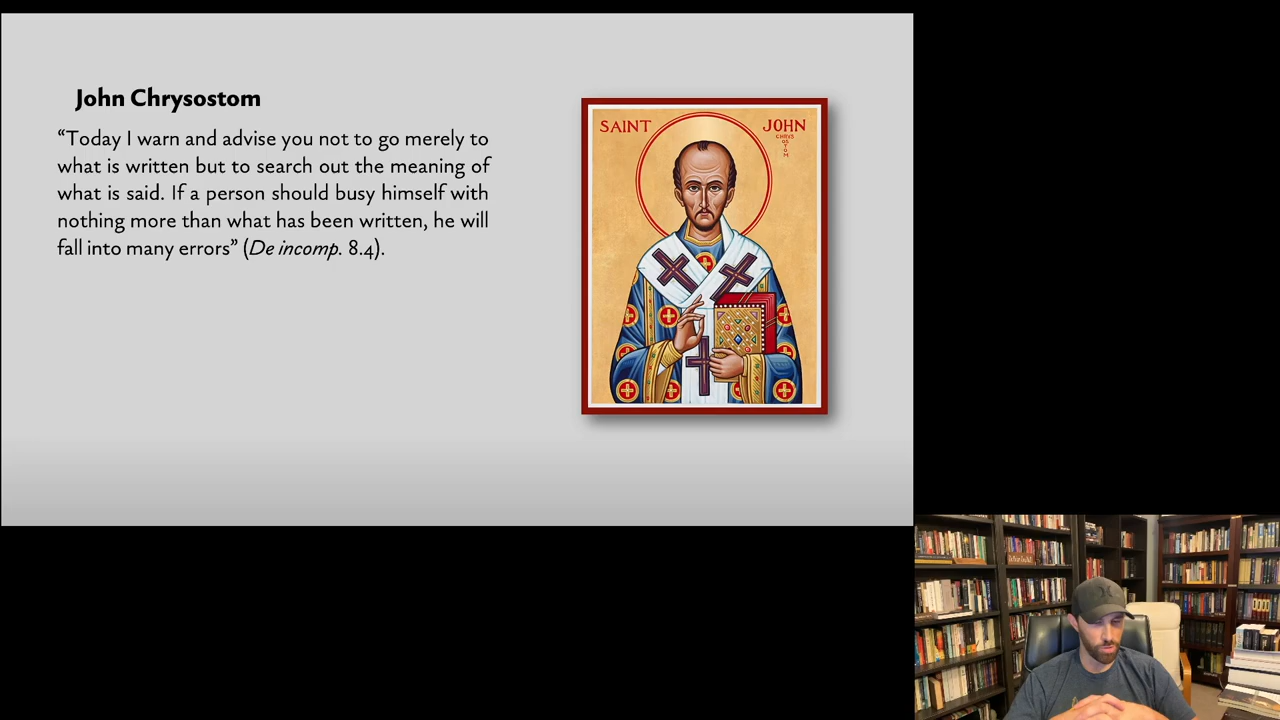 John Chrysostom
“Today I warn and advise you not to go merely to
what is written but to search out the meaning of
what is said. If a person should busy himself with
nothing more than what has been written, he will
fall into many errors” (De incomp. 8.4).
SAINT JOHN
CHRYS
OS
T
O
M